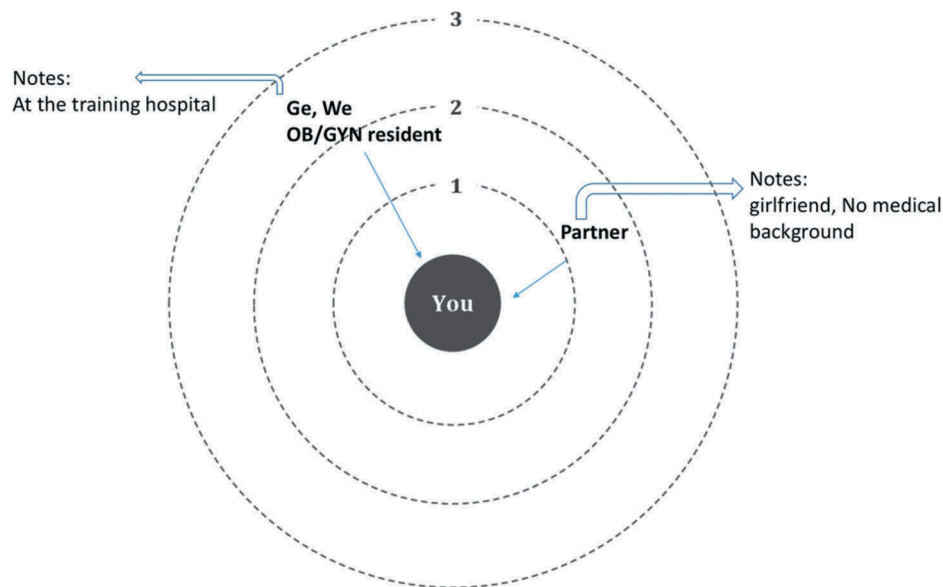 3
Notes:
At the training hospital
Ge, We
OB/GYN resident
2
1
Notes:
girlfriend, No medical
background
Partner
You